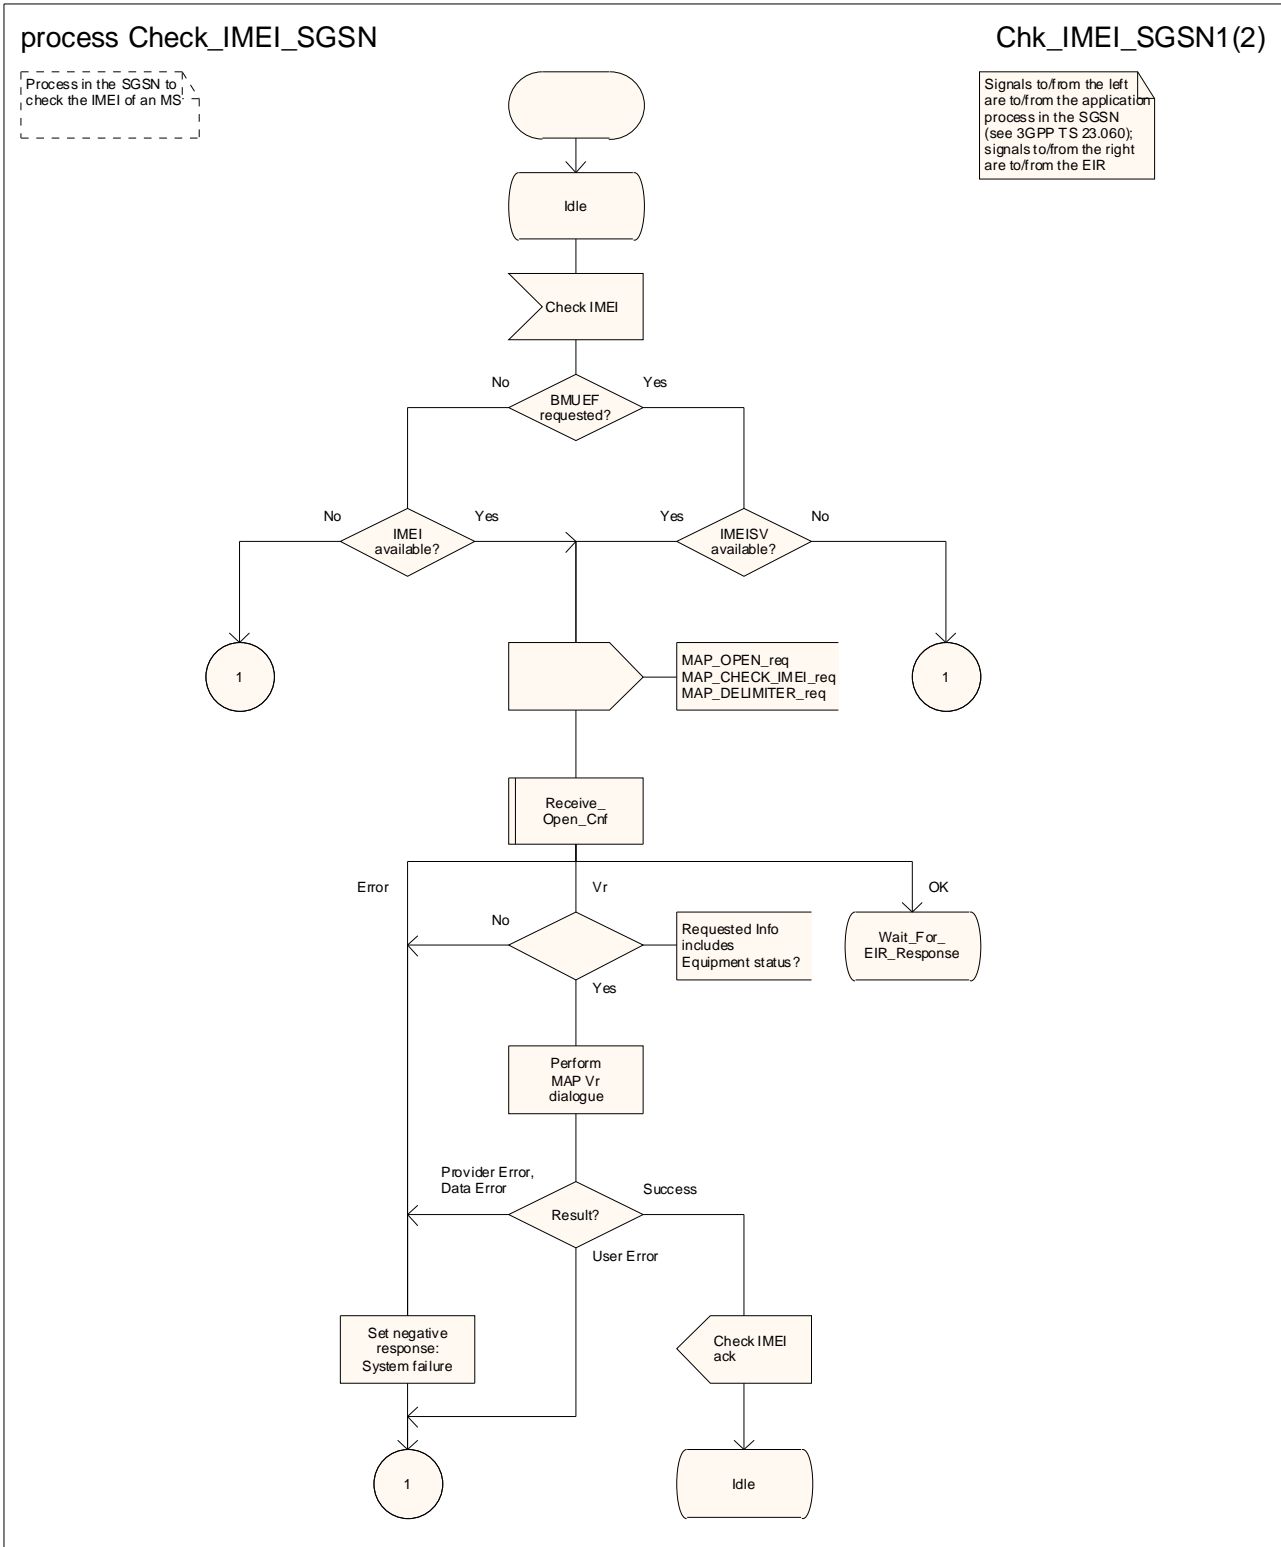 process Check_IMEI_SGSN
Chk_IMEI_SGSN1(2)
Process in the SGSN to
check the IMEI of an MS
Signals to/from the left
are to/from the application
process in the SGSN
(see 3GPP TS 23.060);
signals to/from the right
are to/from the EIR
Idle
Check IMEI
No
Yes
BMUEF
requested?
No
Yes
Yes
No
IMEI
available?
IMEISV
available?
1
MAP_OPEN_req
MAP_CHECK_IMEI_req
MAP_DELIMITER_req
1
Receive_
Open_Cnf
Error
Vr
OK
No
Requested Info
includes
Equipment status?
Wait_For_
EIR_Response
Yes
Perform
MAP Vr
dialogue
Provider Error,
Data Error
Success
Result?
User Error
Set negative
response:
System failure
Check IMEI
ack
1
Idle